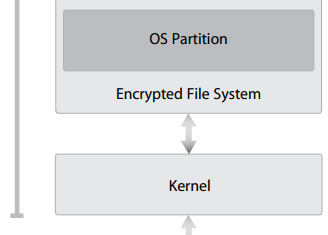 OS Partition
Encrypted File System
Kernel